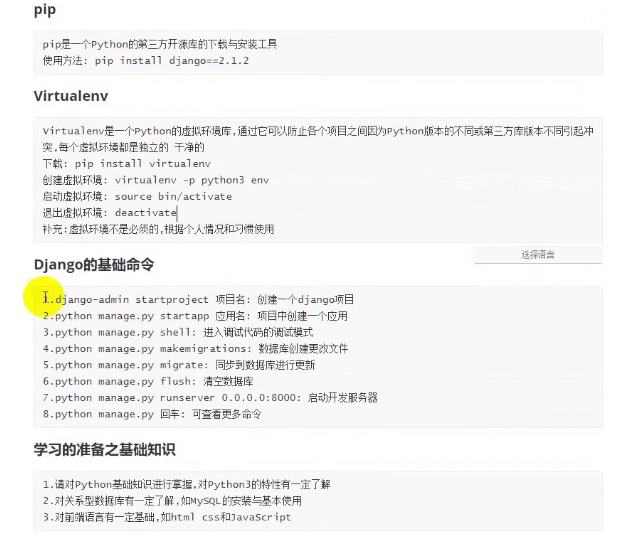 pip
pip是一个Python的第三方开源库的下载与安装工具
使用方法: pip install django==2.1.2
Virtualenv
Virtualenv是一个Python的虚拟环境库,通过它可以防止各个项目之间因为Python版本的不同或第三方库版本不同引起冲
突,每个虚拟环境都是独立的 干净的
下载: pip install virtualenv
创建虚拟环境: virtualenv -p python3 env
启动虚拟环境: source bin/activate
退出虚拟环境: deactivate
补充:虚拟环境不是必须的,根据个人情况和习惯使用
选择语言
Django的基础命令
1.django-admin startproject 项目名: 创建一个django项目
2.python manage.py startapp 应用名: 项目中创建一个应用
3.python manage.py shell: 进入调试代码的调试模式
4.python manage.py makemigrations: 数据库创建更改文件
5.python manage.py migrate: 同步到数据库进行更新
6.python manage.py flush: 清空数据库
7.python manage.py runserver 0.0.0.0:8000: 启动开发服务器
8.python manage.py 回车: 可查看更多命令
学习的准备之基础知识
1.请对Python基础知识进行掌握,对Python3的特性有一定了解
2.对关系型数据库有一定了解,如MySQL的安装与基本使用
3.对前端语言有一定基础,如html css和JavaScript